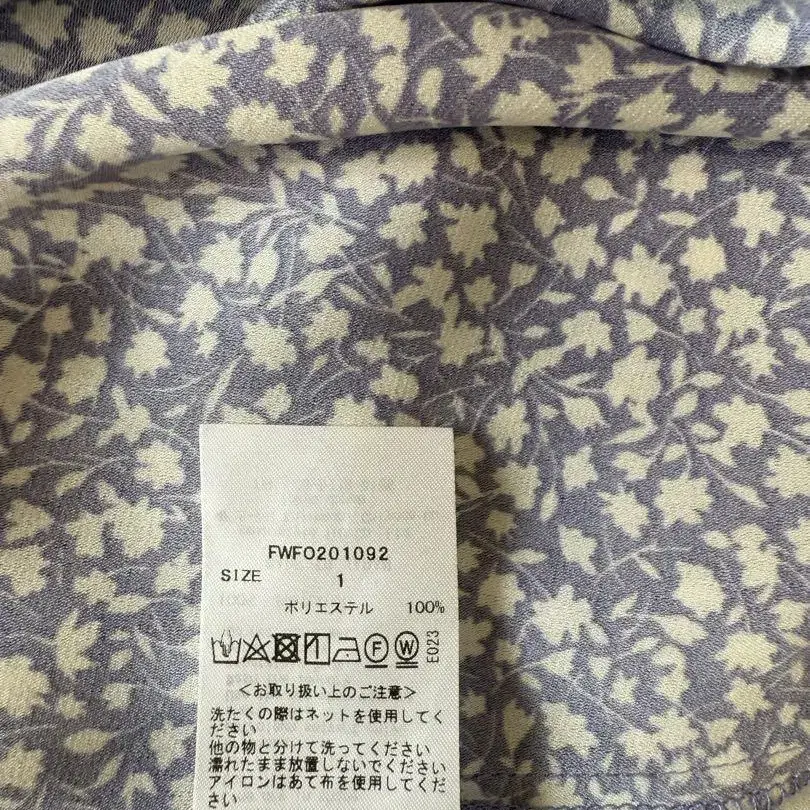 FWFO201092
SIZE 1
ポリエステル 100%
F W E023
＜お取り扱い上のご注意＞
洗たくの際はネットを使用してく
ださい
他の物と分けて洗ってください
濡れたまま放置しないでください
アイロンはあて布を使用してくだ
さい